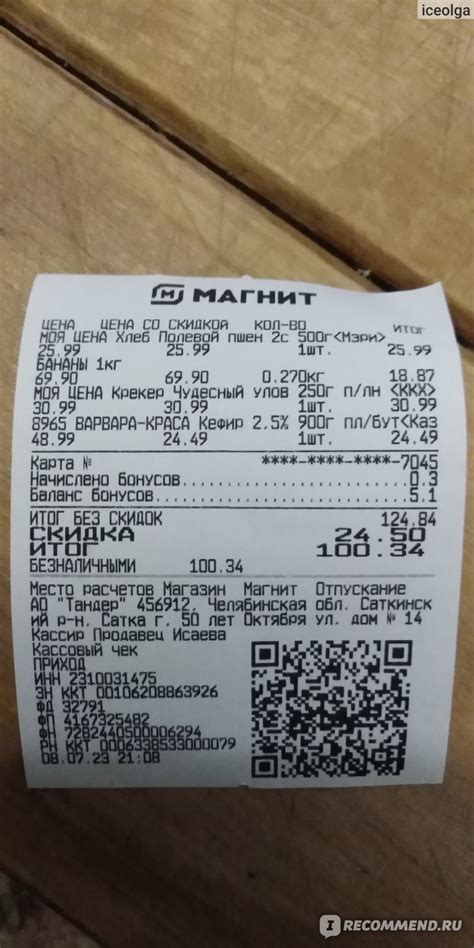 iceolga
МАГНИТ
ЦЕНА ЦЕНА СО СКИДКОЙ КОЛ-ВО ИТОГ
МОЯ ЦЕНА Хлеб Полевой пшен 2с 500г<Мэри>
25.99 25.99 1шт. 25.99
БАНАНЫ 1кг
69.90 69.90 0.270кг 18.87
МОЯ ЦЕНА Крекер Чудесный улов 250г п/лн <ККХ>
30.99 30.99 1шт. 30.99
8965 ВАРВАРА-КРАСА Кефир 2.5% 900г пл/бут<Каз
48.99 24.49 1шт. 24.49
Карта № ****-****-****-7045
Начислено бонусов....................0.3
Баланс бонусов.......................5.1
ИТОГ БЕЗ СКИДОК 124.84
СКИДКА 24.50
ИТОГ 100.34
БЕЗНАЛИЧНЫМИ 100.34
Место расчетов Магазин Магнит Отпускание
АО "Тандер" 456912, Челябинская обл. Саткинск
ий р-н, Сатка г, 50 лет Октября ул, дом № 14
Кассир Продавец Исаева
Кассовый чек
ПРИХОД
ИНН 2310031475
ЗН ККТ 00106208863926
ФД 32791
ФП 4167325482
ФН 7282440500006294
РН ККТ 0006338533000079
08.07.23 21:08
I RECOMMEND.RU